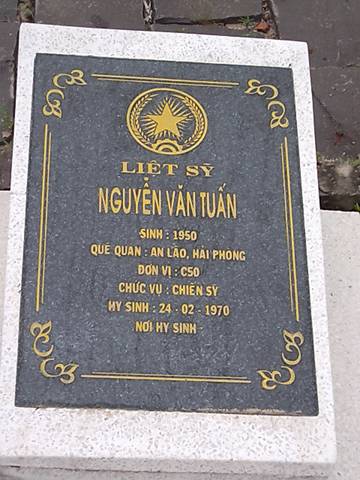 LIỆT SỸ
NGUYỄN VĂN TUẤN
SINH : 1950
QUÊ QUAN : AN LÃO, HẢI PHÒNG
ĐƠN VỊ : C50
CHỨC VỤ : CHIẾN SỸ
HY SINH : 24 - 02 - 1970
NƠI HY SINH -